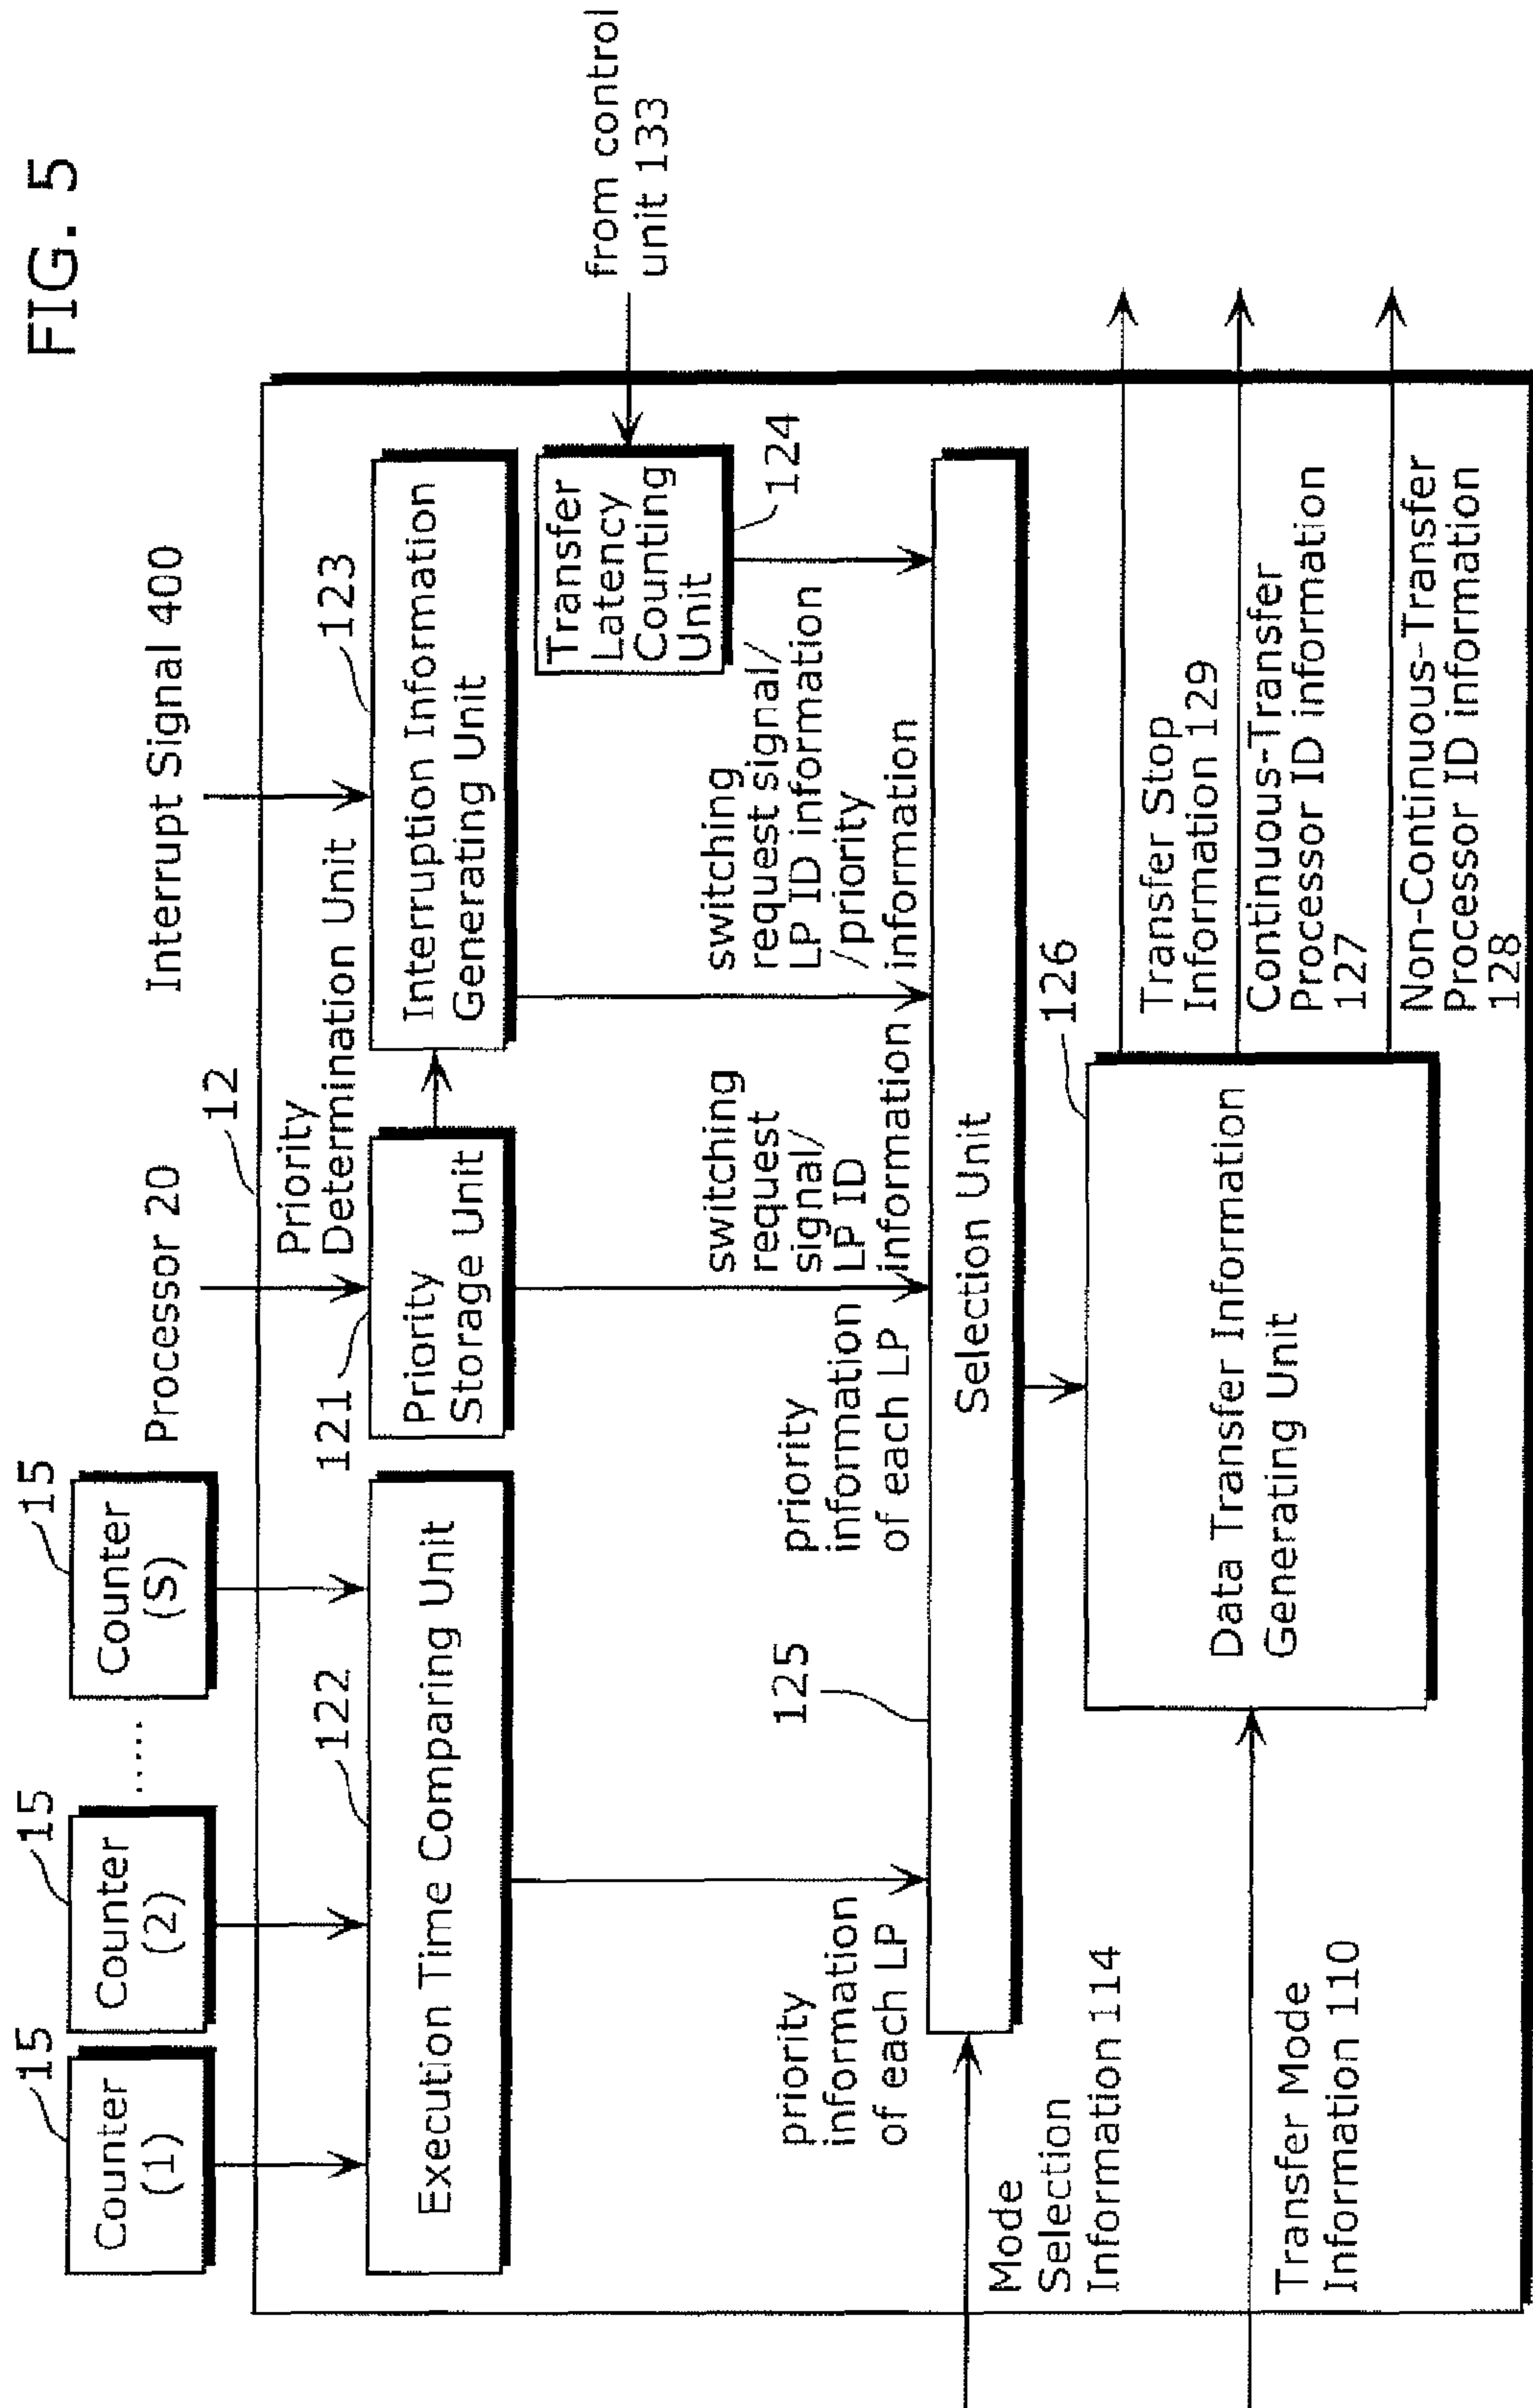 FIG. 5
15
15
15
Counter
(1)
Counter
(2)
.....
Counter
(S)
Processor 20
Interrupt Signal 400
12
Priority
Determination Unit
122
121
123
Execution Time Comparing Unit
Priority
Storage Unit
Interruption Information
Generating Unit
Transfer
Latency
Counting
Unit
124
from control
unit 133
priority
information
of each LP
125
priority
information
of each LP
switching
request
signal/
LP ID
information
switching
request signal/
LP ID information
/priority
information
Selection Unit
Mode
Selection
Information 114
126
Data Transfer Information
Generating Unit
Transfer Mode
Information 110
Transfer Stop
Information 129
Continuous-Transfer
Processor ID information
127
Non-Continuous-Transfer
Processor ID information
128